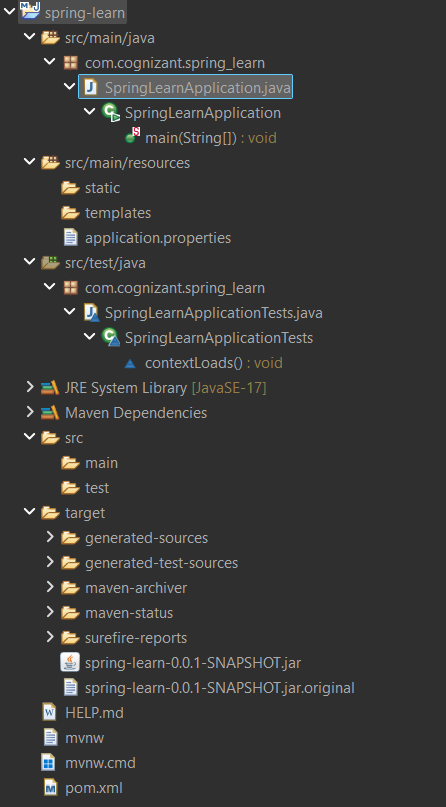 spring-learn
src/main/java
com.cognizant.spring_learn
SpringLearnApplication.java
SpringLearnApplication
main(String[]) : void
src/main/resources
static
templates
application.properties
src/test/java
com.cognizant.spring_learn
SpringLearnApplicationTests.java
SpringLearnApplicationTests
contextLoads() : void
JRE System Library [JavaSE-17]
Maven Dependencies
src
main
test
target
generated-sources
generated-test-sources
maven-archiver
maven-status
surefire-reports
spring-learn-0.0.1-SNAPSHOT.jar
spring-learn-0.0.1-SNAPSHOT.jar.original
HELP.md
mvnw
mvnw.cmd
pom.xml